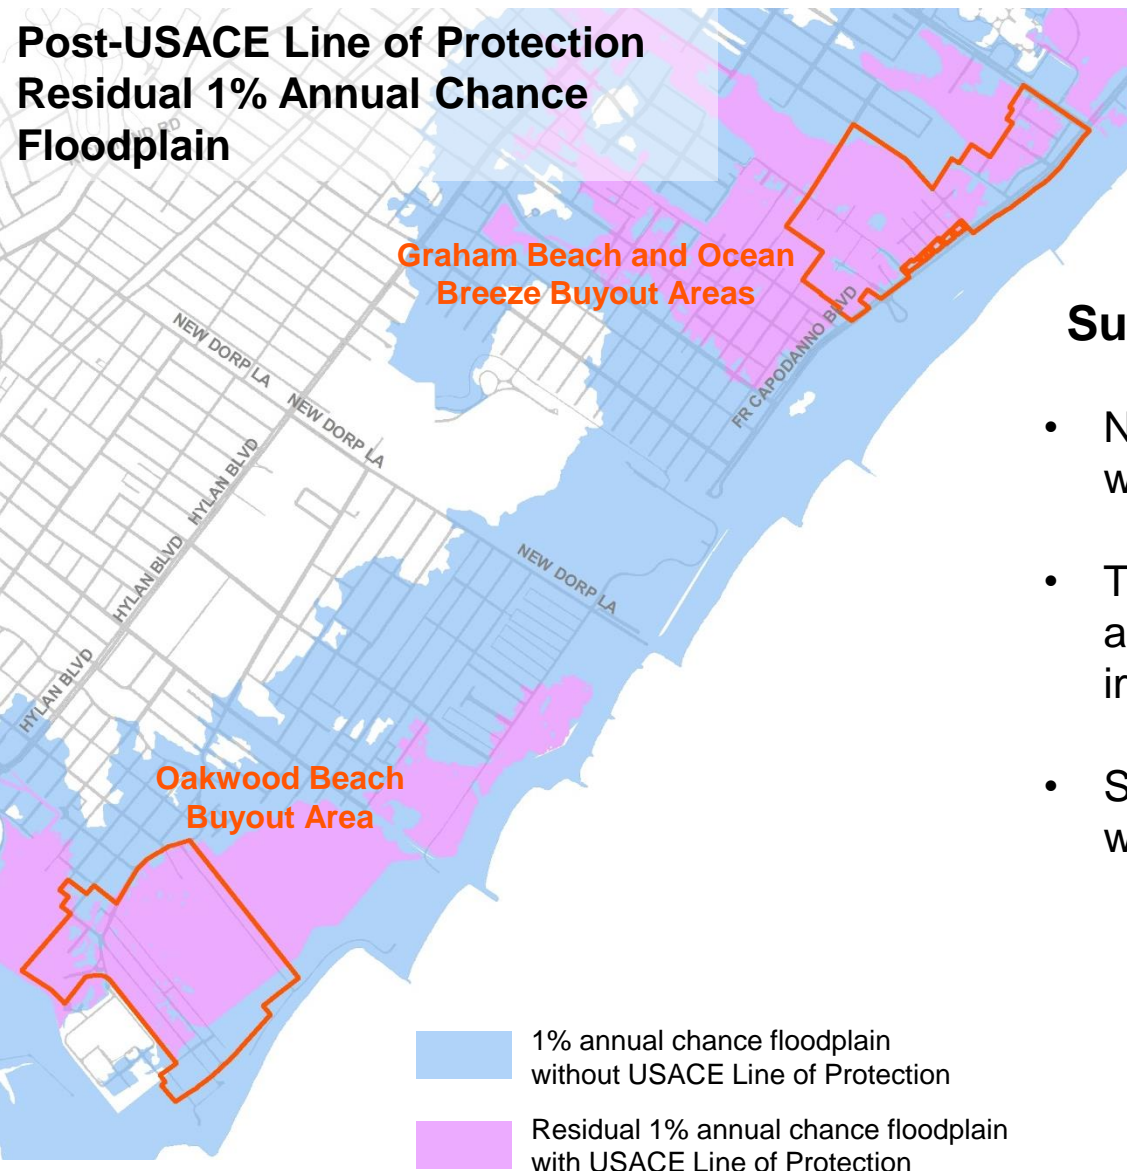 Post-USACE Line of Protection
Residual 1% Annual Chance
Floodplain
RD
Graham Beach and Ocean
Breeze Buyout Areas
Su
NEW DORP LA
NEW DORP LA
FR CAPODANNO BLVD
• N
w
HYLAN BLVD
HYLAN BLVD
NEW DORP LA
• T
a
in
HYLAN BLVD
Oakwood Beach
Buyout Area
• S
w
1% annual chance floodplain
without USACE Line of Protection
Residual 1% annual chance floodplain
with USACE Line of Protection